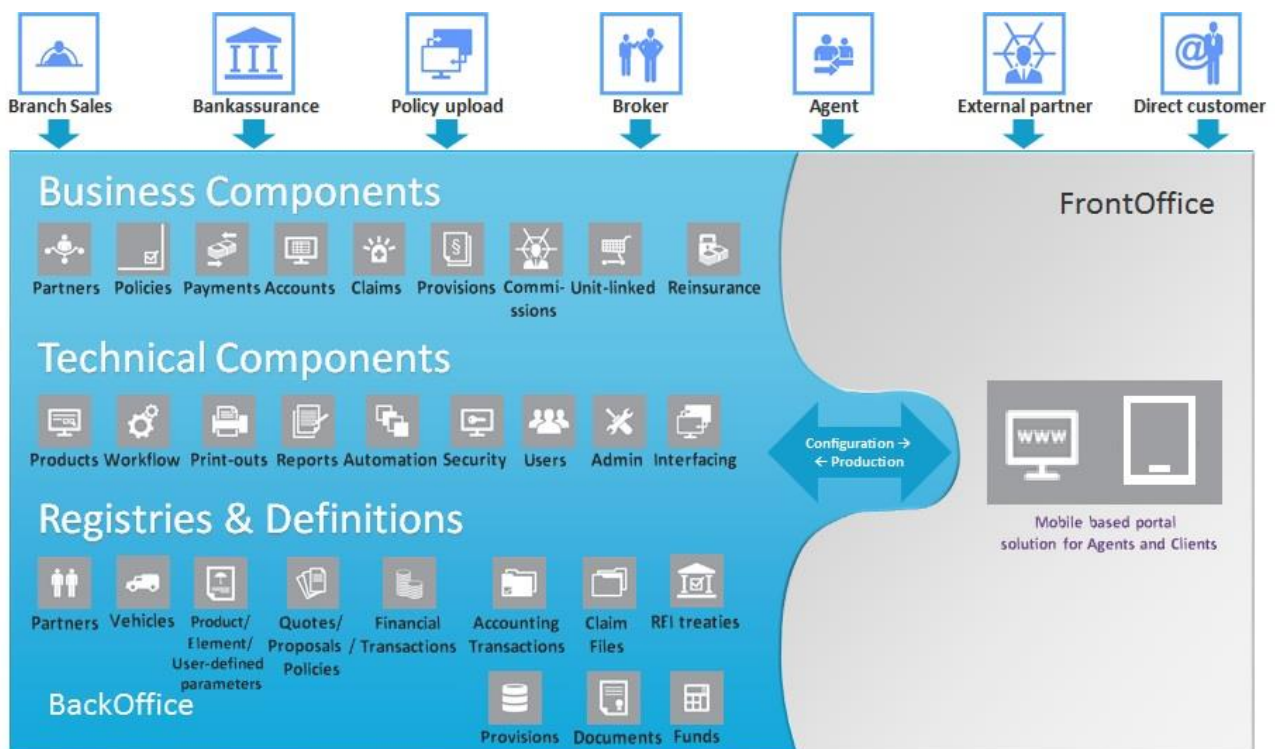 Branch Sales
Bankassurance
Policy upload
Broker
Agent
External partner
Direct customer
Business Components
FrontOffice
Partners
Policies
Payments
Accounts
§
Claims
Provisions
Commi-
ssions
Unit-linked
Reinsurance
Technical Components
Products
Workflow
Print-outs
Reports
Automation
Security
Users
Admin
Interfacing
Configuration →
← Production
www
Mobile based portal
solution for Agents and Clients
Registries & Definitions
Partners
Vehicles
Product/
Element/
User-defined
parameters
Quotes/
Proposals /
Policies
Financial
Transactions
Accounting
Transactions
Claim
Files
REI treaties
BackOffice
Provisions
Documents
Funds